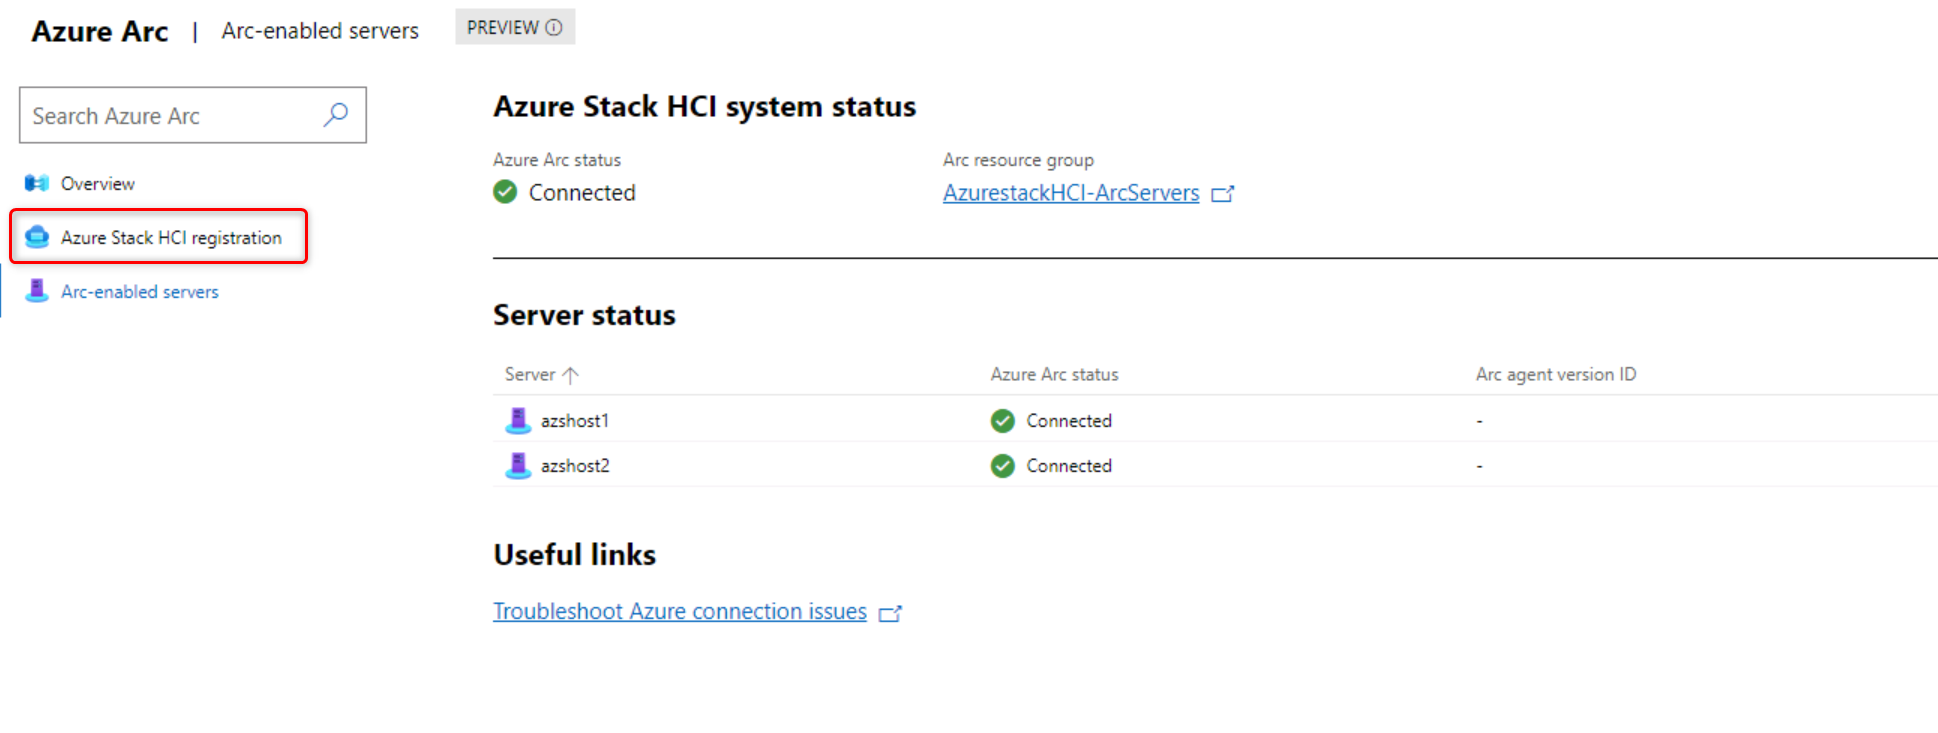 Azure Arc | Arc-enabled servers PREVIEW
Search Azure Arc
Overview
Azure Stack HCI registration
Arc-enabled servers
Azure Stack HCI system status
Azure Arc status Arc resource group
Connected AzurestackHCI-ArcServers
Server status
Server Azure Arc status Arc agent version ID
azshost1 Connected -
azshost2 Connected -
Useful links
Troubleshoot Azure connection issues